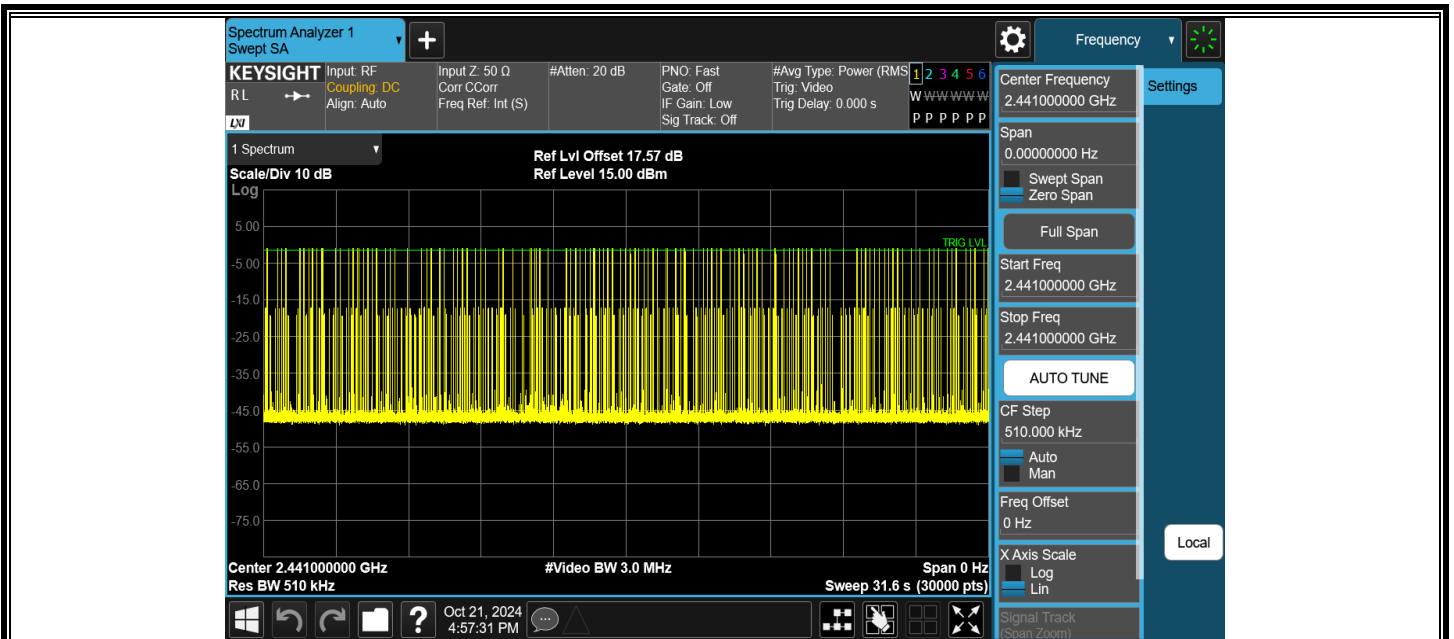 Spectrum Analyzer 1
Swept SA
Frequency
KEYSIGHT
RL
LXI
Input: RF
Coupling: DC
Align: Auto
Input Z: 50 Ω
Corr CCorr
Freq Ref: Int (S)
#Atten: 20 dB
PNO: Fast
Gate: Off
IF Gain: Low
Sig Track: Off
#Avg Type: Power (RMS
Trig: Video
Trig Delay: 0.000 s
1 2 3 4 5 6
W W W W W W
P P P P P P
1 Spectrum
Scale/Div 10 dB
Log
Ref Lvl Offset 17.57 dB
Ref Level 15.00 dBm
5.00
-5.00
-15.0
-25.0
-35.0
-45.0
-55.0
-65.0
-75.0
TRIG LVL
Center 2.441000000 GHz
Res BW 510 kHz
#Video BW 3.0 MHz
Span 0 Hz
Sweep 31.6 s (30000 pts)
Center Frequency
2.441000000 GHz
Span
0.00000000 Hz
Swept Span
Zero Span
Full Span
Start Freq
2.441000000 GHz
Stop Freq
2.441000000 GHz
AUTO TUNE
CF Step
510.000 kHz
Auto
Man
Freq Offset
0 Hz
X Axis Scale
Log
Lin
Signal Track
(Span Zoom)
Settings
Local
?
Oct 21, 2024
4:57:31 PM